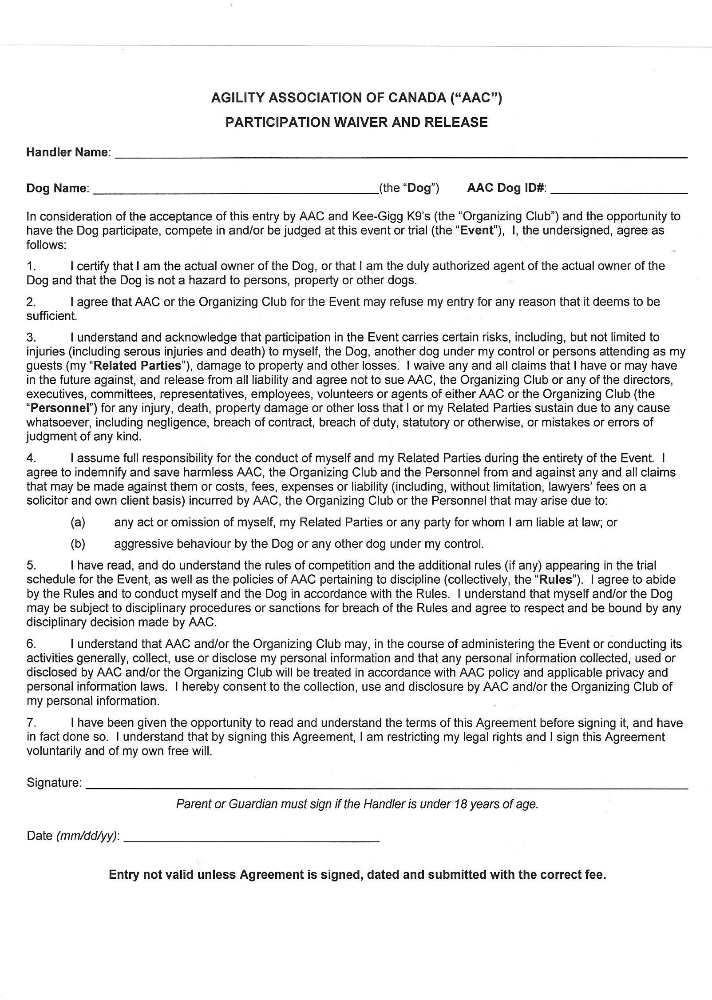 AGILITY ASSOCIATION OF CANADA (“AAC”)
PARTICIPATION WAIVER AND RELEASE
Handler Name:
Dog Name: (the “Dog”) AAC Dog ID#:
In consideration of the acceptance of this entry by AAC and Kee-Gigg K9’s (the “Organizing Club”) and the opportunity to
have the Dog participate, compete in and/or be judged at this event or trial (the “Event”), I, the undersigned, agree as
follows:
1. I certify that I am the actual owner of the Dog, or that I am the duly authorized agent of the actual owner of the
Dog and that the Dog is not a hazard to persons, property or other dogs.
2. I agree that AAC or the Organizing Club for the Event may refuse my entry for any reason that it deems to be
sufficient.
3. I understand and acknowledge that participation in the Event carries certain risks, including, but not limited to
injuries (including serous injuries and death) to myself, the Dog, another dog under my control or persons attending as my
guests (my “Related Parties”), damage to property and other losses. I waive any and all claims that I have or may have
in the future against, and release from all liability and agree not to sue AAC, the Organizing Club or any of the directors,
executives, committees, representatives, employees, volunteers or agents of either AAC or the Organizing Club (the
“Personnel”) for any injury, death, property damage or other loss that I or my Related Parties sustain due to any cause
whatsoever, including negligence, breach of contract, breach of duty, statutory or otherwise, or mistakes or errors of
judgment of any kind.
4. I assume full responsibility for the conduct of myself and my Related Parties during the entirety of the Event. I
agree to indemnify and save harmless AAC, the Organizing Club and the Personnel from and against any and all claims
that may be made against them or costs, fees, expenses or liability (including, without limitation, lawyers’ fees on a
solicitor and own client basis) incurred by AAC, the Organizing Club or the Personnel that may arise due to:
(a) any act or omission of myself, my Related Parties or any party for whom I am liable at law; or
(b) aggressive behaviour by the Dog or any other dog under my control.
5. I have read, and do understand the rules of competition and the additional rules (if any) appearing in the trial
schedule for the Event, as well as the policies of AAC pertaining to discipline (collectively, the “Rules”). I agree to abide
by the Rules and to conduct myself and the Dog in accordance with the Rules. I understand that myself and/or the Dog
may be subject to disciplinary procedures or sanctions for breach of the Rules and agree to respect and be bound by any
disciplinary decision made by AAC.
6. I understand that AAC and/or the Organizing Club may, in the course of administering the Event or conducting its
activities generally, collect, use or disclose my personal information and that any personal information collected, used or
disclosed by AAC and/or the Organizing Club will be treated in accordance with AAC policy and applicable privacy and
personal information laws. I hereby consent to the collection, use and disclosure by AAC and/or the Organizing Club of
my personal information.
7. I have been given the opportunity to read and understand the terms of this Agreement before signing it, and have
in fact done so. I understand that by signing this Agreement, I am restricting my legal rights and I sign this Agreement
voluntarily and of my own free will.
Signature:
Parent or Guardian must sign if the Handler is under 18 years of age.
Date (mm/dd/yy):
Entry not valid unless Agreement is signed, dated and submitted with the correct fee.